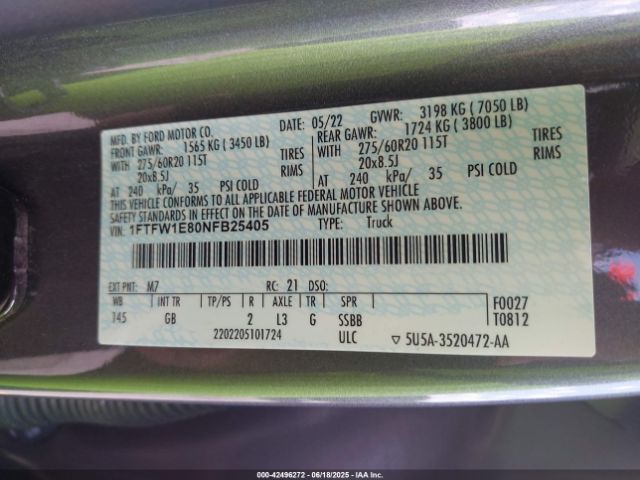 MFD. BY FORD MOTOR CO. DATE: 05/22 GVWR: 3198 KG ( 7050 LB)
FRONT GAWR: 1565 KG ( 3450 LB) REAR GAWR: 1724 KG ( 3800 LB)
WITH 275/60R20 115T TIRES WITH 275/60R20 115T TIRES
20x8.5J RIMS 20x8.5J RIMS
AT 240 kPa/ 35 PSI COLD AT 240 kPa/ 35 PSI COLD
THIS VEHICLE CONFORMS TO ALL APPLICABLE FEDERAL MOTOR VEHICLE
SAFETY STANDARDS IN EFFECT ON THE DATE OF MANUFACTURE SHOWN ABOVE.
VIN: 1FTFW1E80NFB25405 TYPE: Truck
EXT PNT: M7 RC: 21 DSO:
WB INT TR TP/PS R AXLE TR SPR F0027
145 GB 2 L3 G SSBB T0812
2202205101724 ULC ▽ 5U5A-3520472-AA
000-42496272 - 06/18/2025 - IAA Inc.